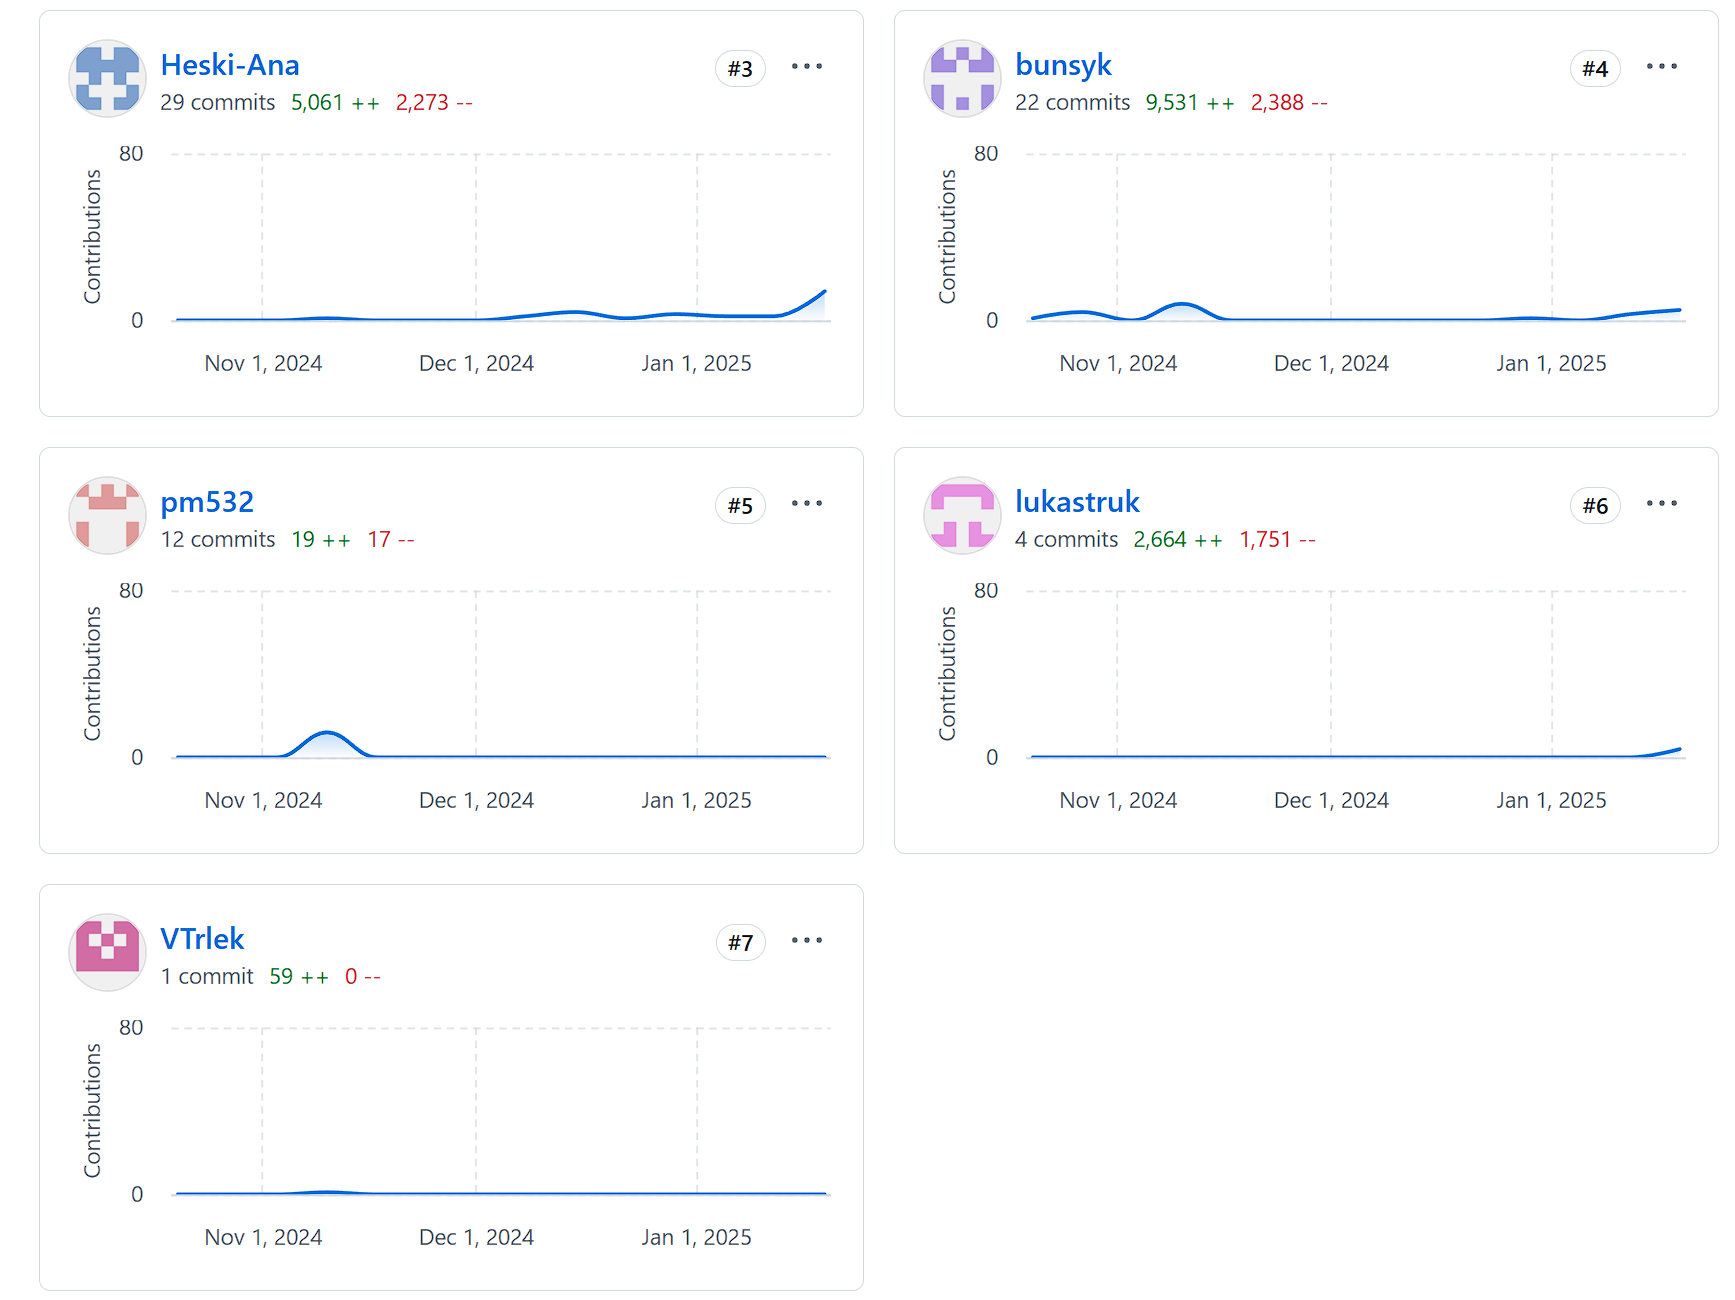 Heski-Ana
#3
29 commits 5,061 ++ 2,273 --
80
Contributions
0
Nov 1, 2024 Dec 1, 2024 Jan 1, 2025
bunsyk
#4
22 commits 9,531 ++ 2,388 --
80
Contributions
0
Nov 1, 2024 Dec 1, 2024 Jan 1, 2025
pm532
#5
12 commits 19 ++ 17 --
80
Contributions
0
Nov 1, 2024 Dec 1, 2024 Jan 1, 2025
lukastruk
#6
4 commits 2,664 ++ 1,751 --
80
Contributions
0
Nov 1, 2024 Dec 1, 2024 Jan 1, 2025
VTrlek
#7
1 commit 59 ++ 0 --
80
Contributions
0
Nov 1, 2024 Dec 1, 2024 Jan 1, 2025